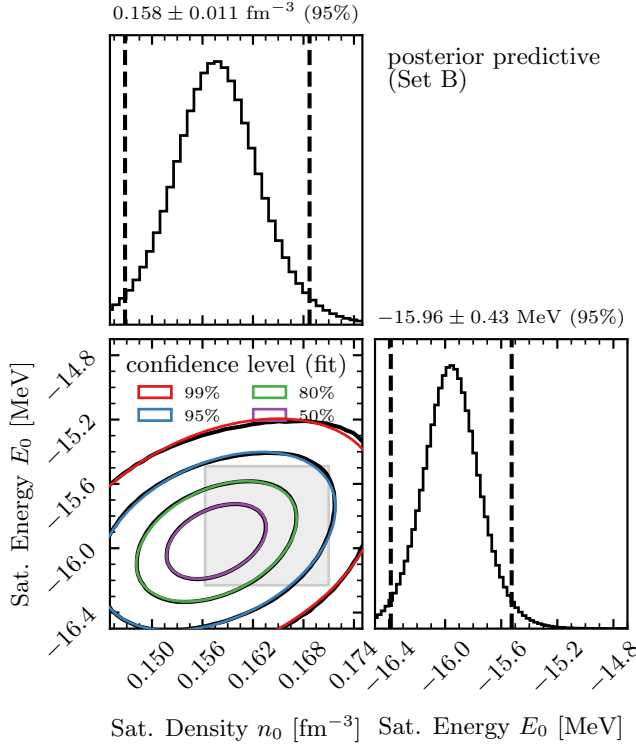 0.158 ± 0.011 fm⁻³ (95%)
posterior predictive
(Set B)
−15.96 ± 0.43 MeV (95%)
confidence level (fit)
99% 80%
95% 50%
Sat. Energy E₀ [MeV]
−14.8
−15.2
−15.6
−16.0
−16.4
0.150 0.156 0.162 0.168 0.174
−16.4 −16.0 −15.6 −15.2 −14.8
Sat. Density n₀ [fm⁻³]
Sat. Energy E₀ [MeV]